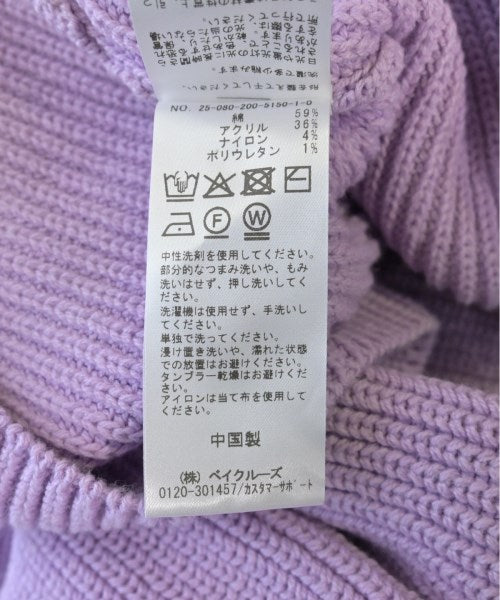 NO. 25-080-200-5150-1-0
綿 59%
アクリル 36%
ナイロン 4%
ポリウレタン 1%
F W
中性洗剤を使用してください。
部分的なつまみ洗いや、もみ
洗いはせず、押し洗いしてく
ださい。
洗濯機は使用せず、手洗いし
てください。
単独で洗ってください。
浸け置き洗いや、濡れた状態
での放置はお避けください。
タンブラー乾燥はお避けくだ
さい。
アイロンは当て布を使用して
ください。
中国製
(株) ベイクルーズ
0120-301457/カスタマーサポート